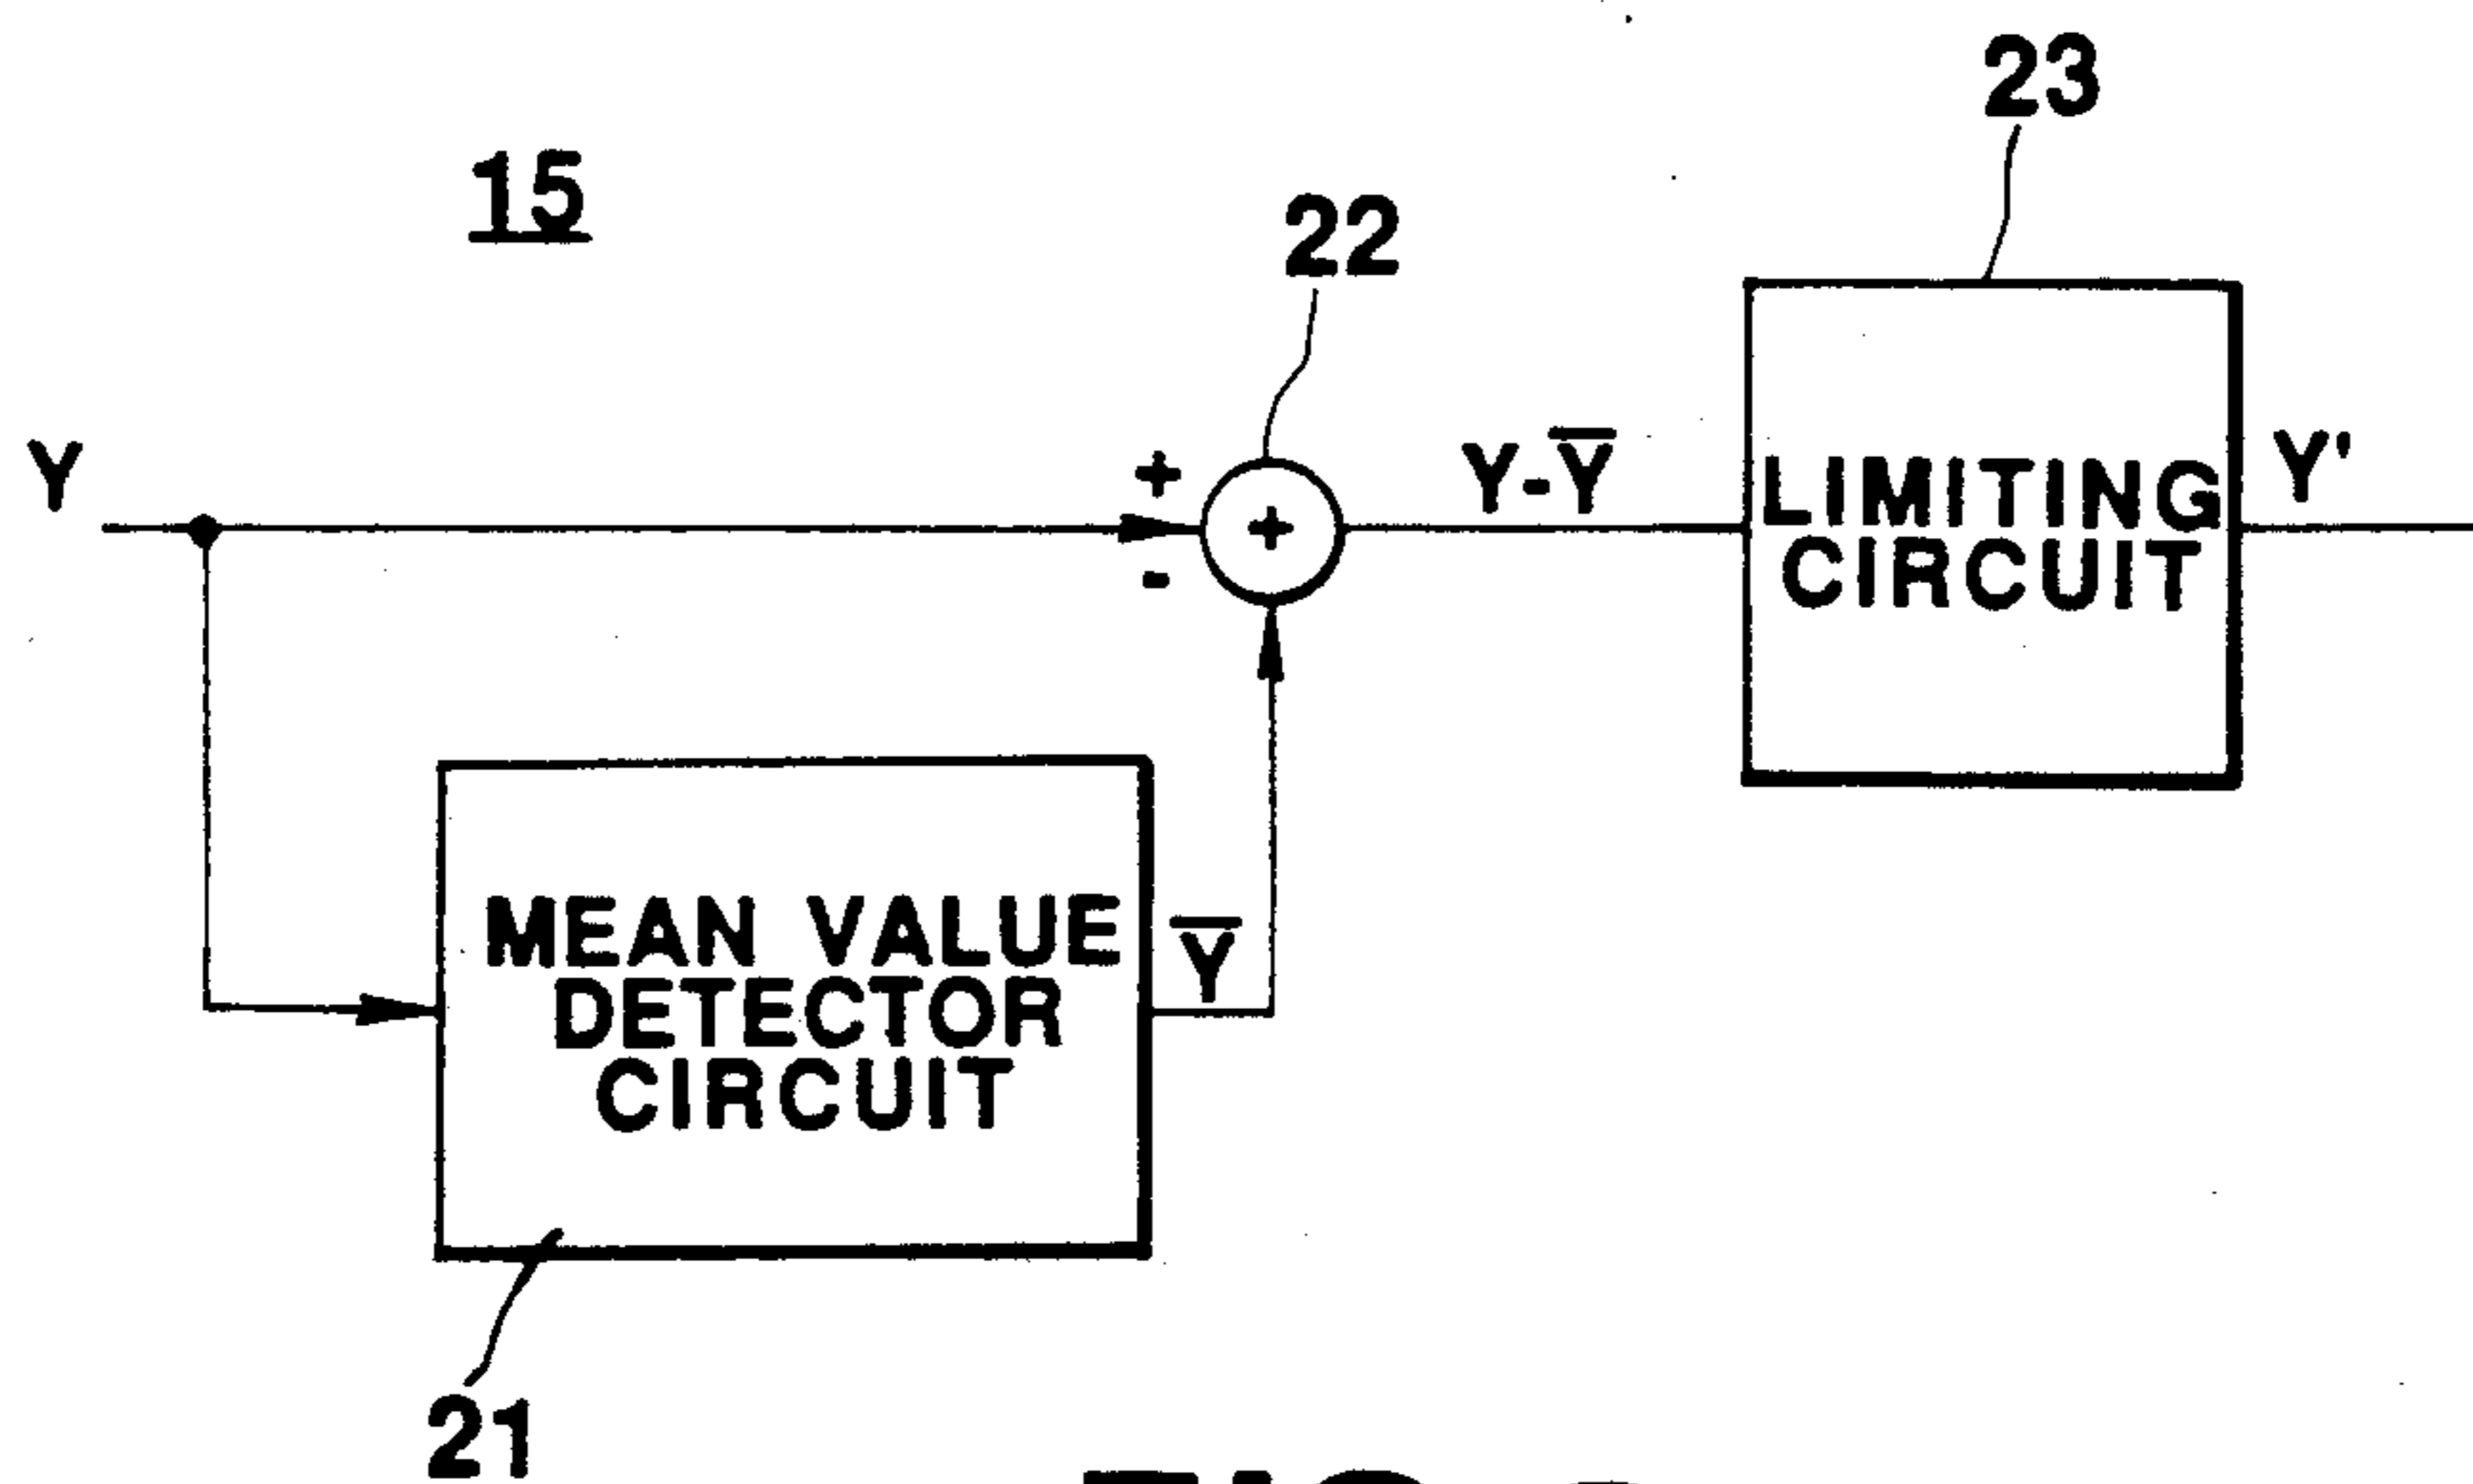 23
15
22
Y
+
-
+
Y-Y̅
LIMITING
CIRCUIT
Y'
MEAN VALUE
DETECTOR
CIRCUIT
Y̅
21